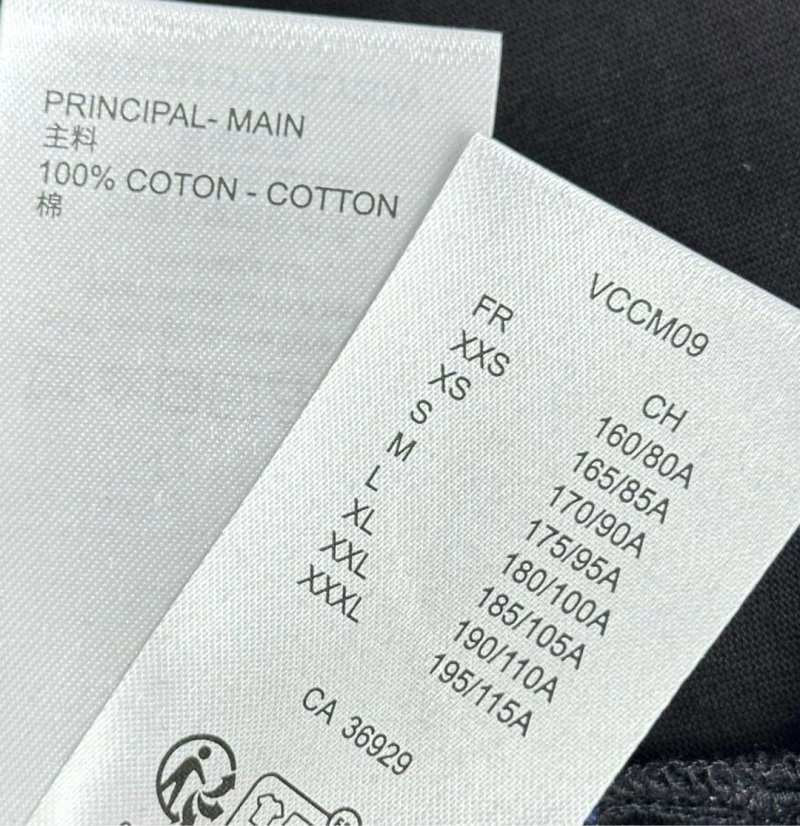 PRINCIPAL- MAIN
主料
100% COTON - COTTON
棉
VCCM09
FR CH
XXS 160/80A
XS 165/85A
S 170/90A
M 175/95A
L 180/100A
XL 185/105A
XXL 190/110A
XXXL 195/115A
CA 36929